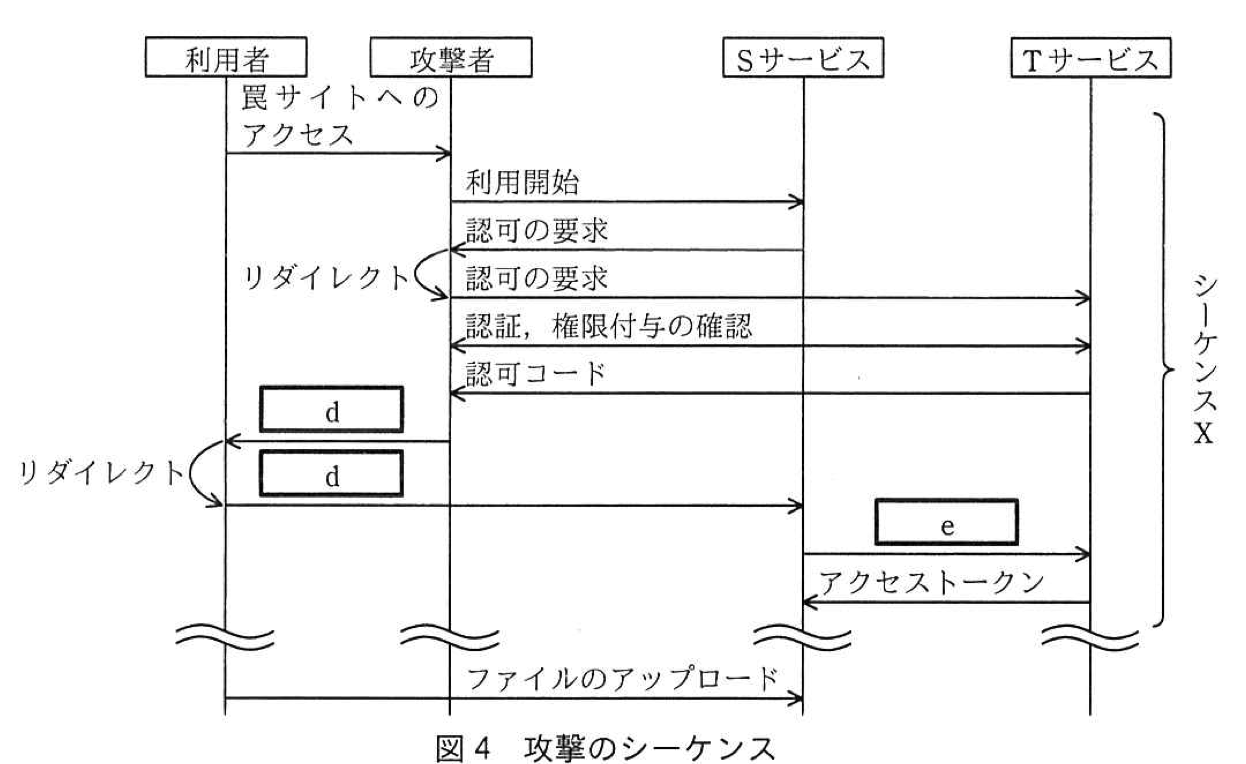 利用者
攻撃者
Sサービス
Tサービス
罠サイトへの
アクセス
利用開始
認可の要求
リダイレクト
認可の要求
認証，権限付与の確認
認可コード
d
リダイレクト
d
e
アクセストークン
シーケンスX
ファイルのアップロード
図4 攻撃のシーケンス